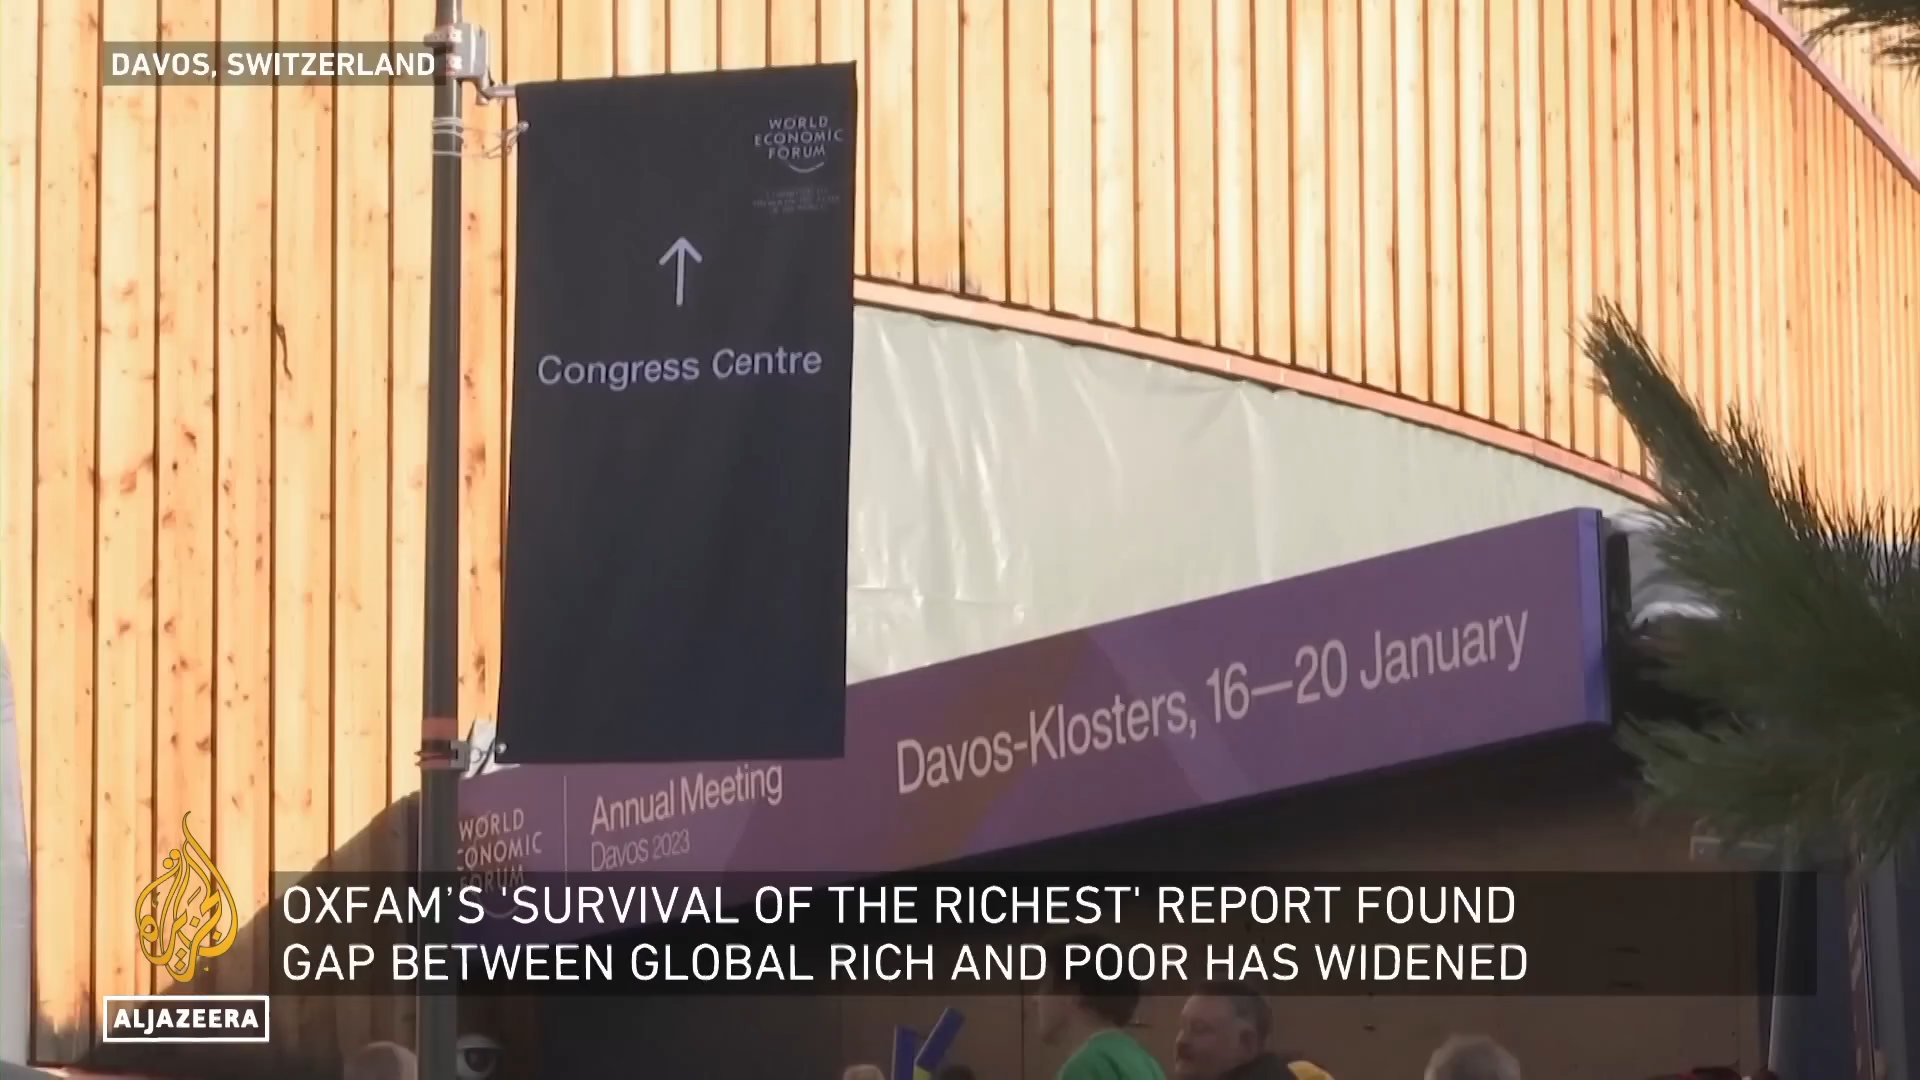 DAVOS, SWITZERLAND
WORLD
ECONOMIC
FORUM
Congress Centre
Davos-Klosters, 16—20 January
Annual Meeting
Davos 2023
WORLD
ECONOMIC
FORUM
OXFAM'S 'SURVIVAL OF THE RICHEST' REPORT FOUND
GAP BETWEEN GLOBAL RICH AND POOR HAS WIDENED
الجزيرة
ALJAZEERA